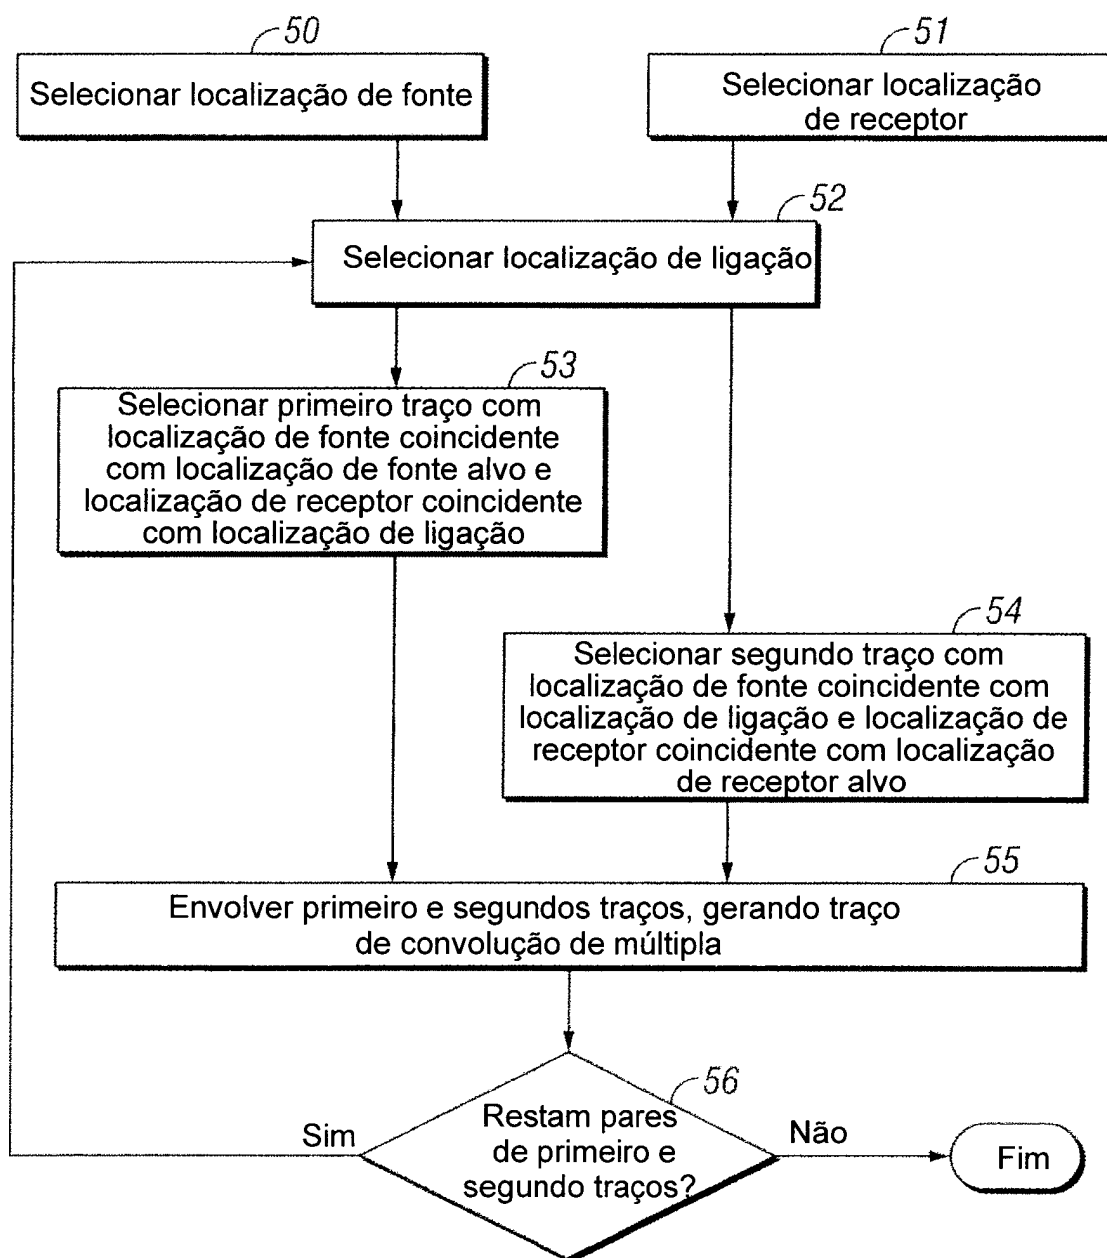 50
Selecionar localização de fonte
51
Selecionar localização
de receptor
52
Selecionar localização de ligação
53
Selecionar primeiro traço com
localização de fonte coincidente
com localização de fonte alvo e
localização de receptor coincidente
com localização de ligação
54
Selecionar segundo traço com
localização de fonte coincidente com
localização de ligação e localização de
receptor coincidente com localização
de receptor alvo
55
Envolver primeiro e segundos traços, gerando traço
de convolução de múltipla
56
Restam pares
de primeiro e
segundo traços?
Sim
Não
Fim